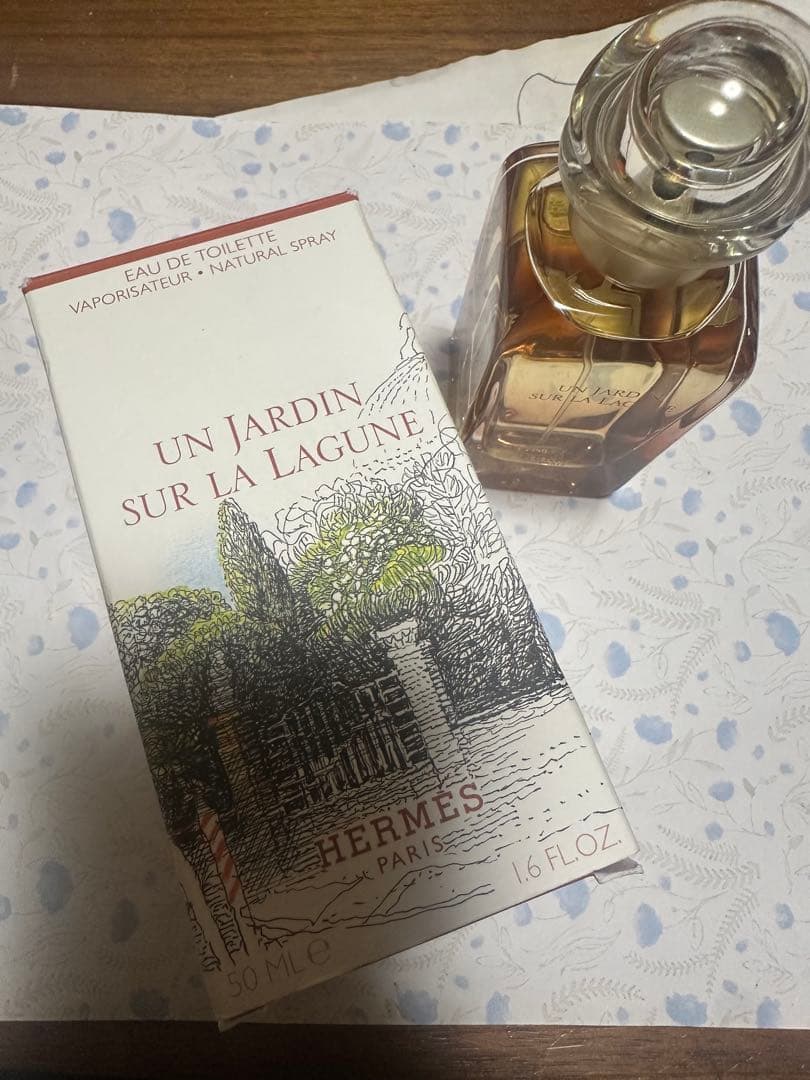 EAU DE TOILETTE
VAPORISATEUR • NATURAL SPRAY
UN JARDIN
SUR LA LAGUNE
HERMÈS
PARIS
50 ML e
1.6 FL.OZ.
UN JARDIN
SUR LA LAGUNE